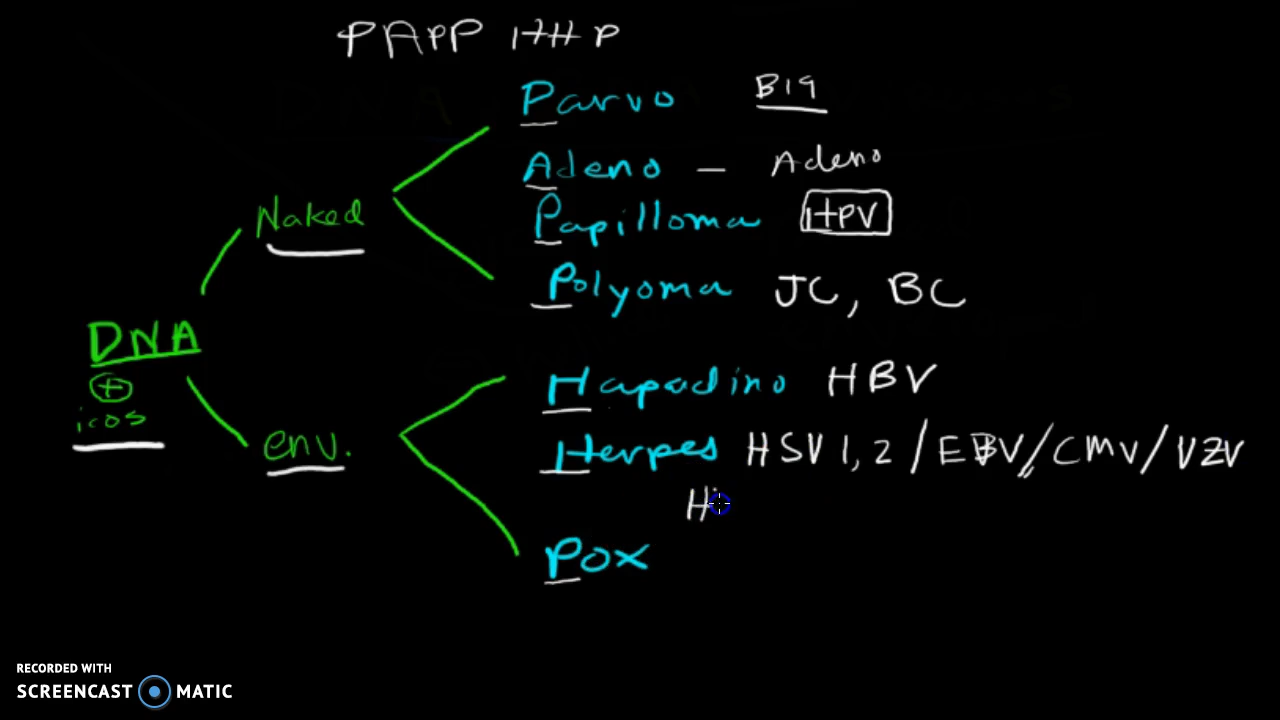 PAPP HHP
Parvo B19
Adeno - Adeno
Naked
Papilloma HPV
Polyoma JC, BC
DNA
+
icos
Hapadino HBV
env.
Herpes HSV 1, 2 / EBV // CMV / VZV
H
Pox
RECORDED WITH
SCREENCAST MATIC